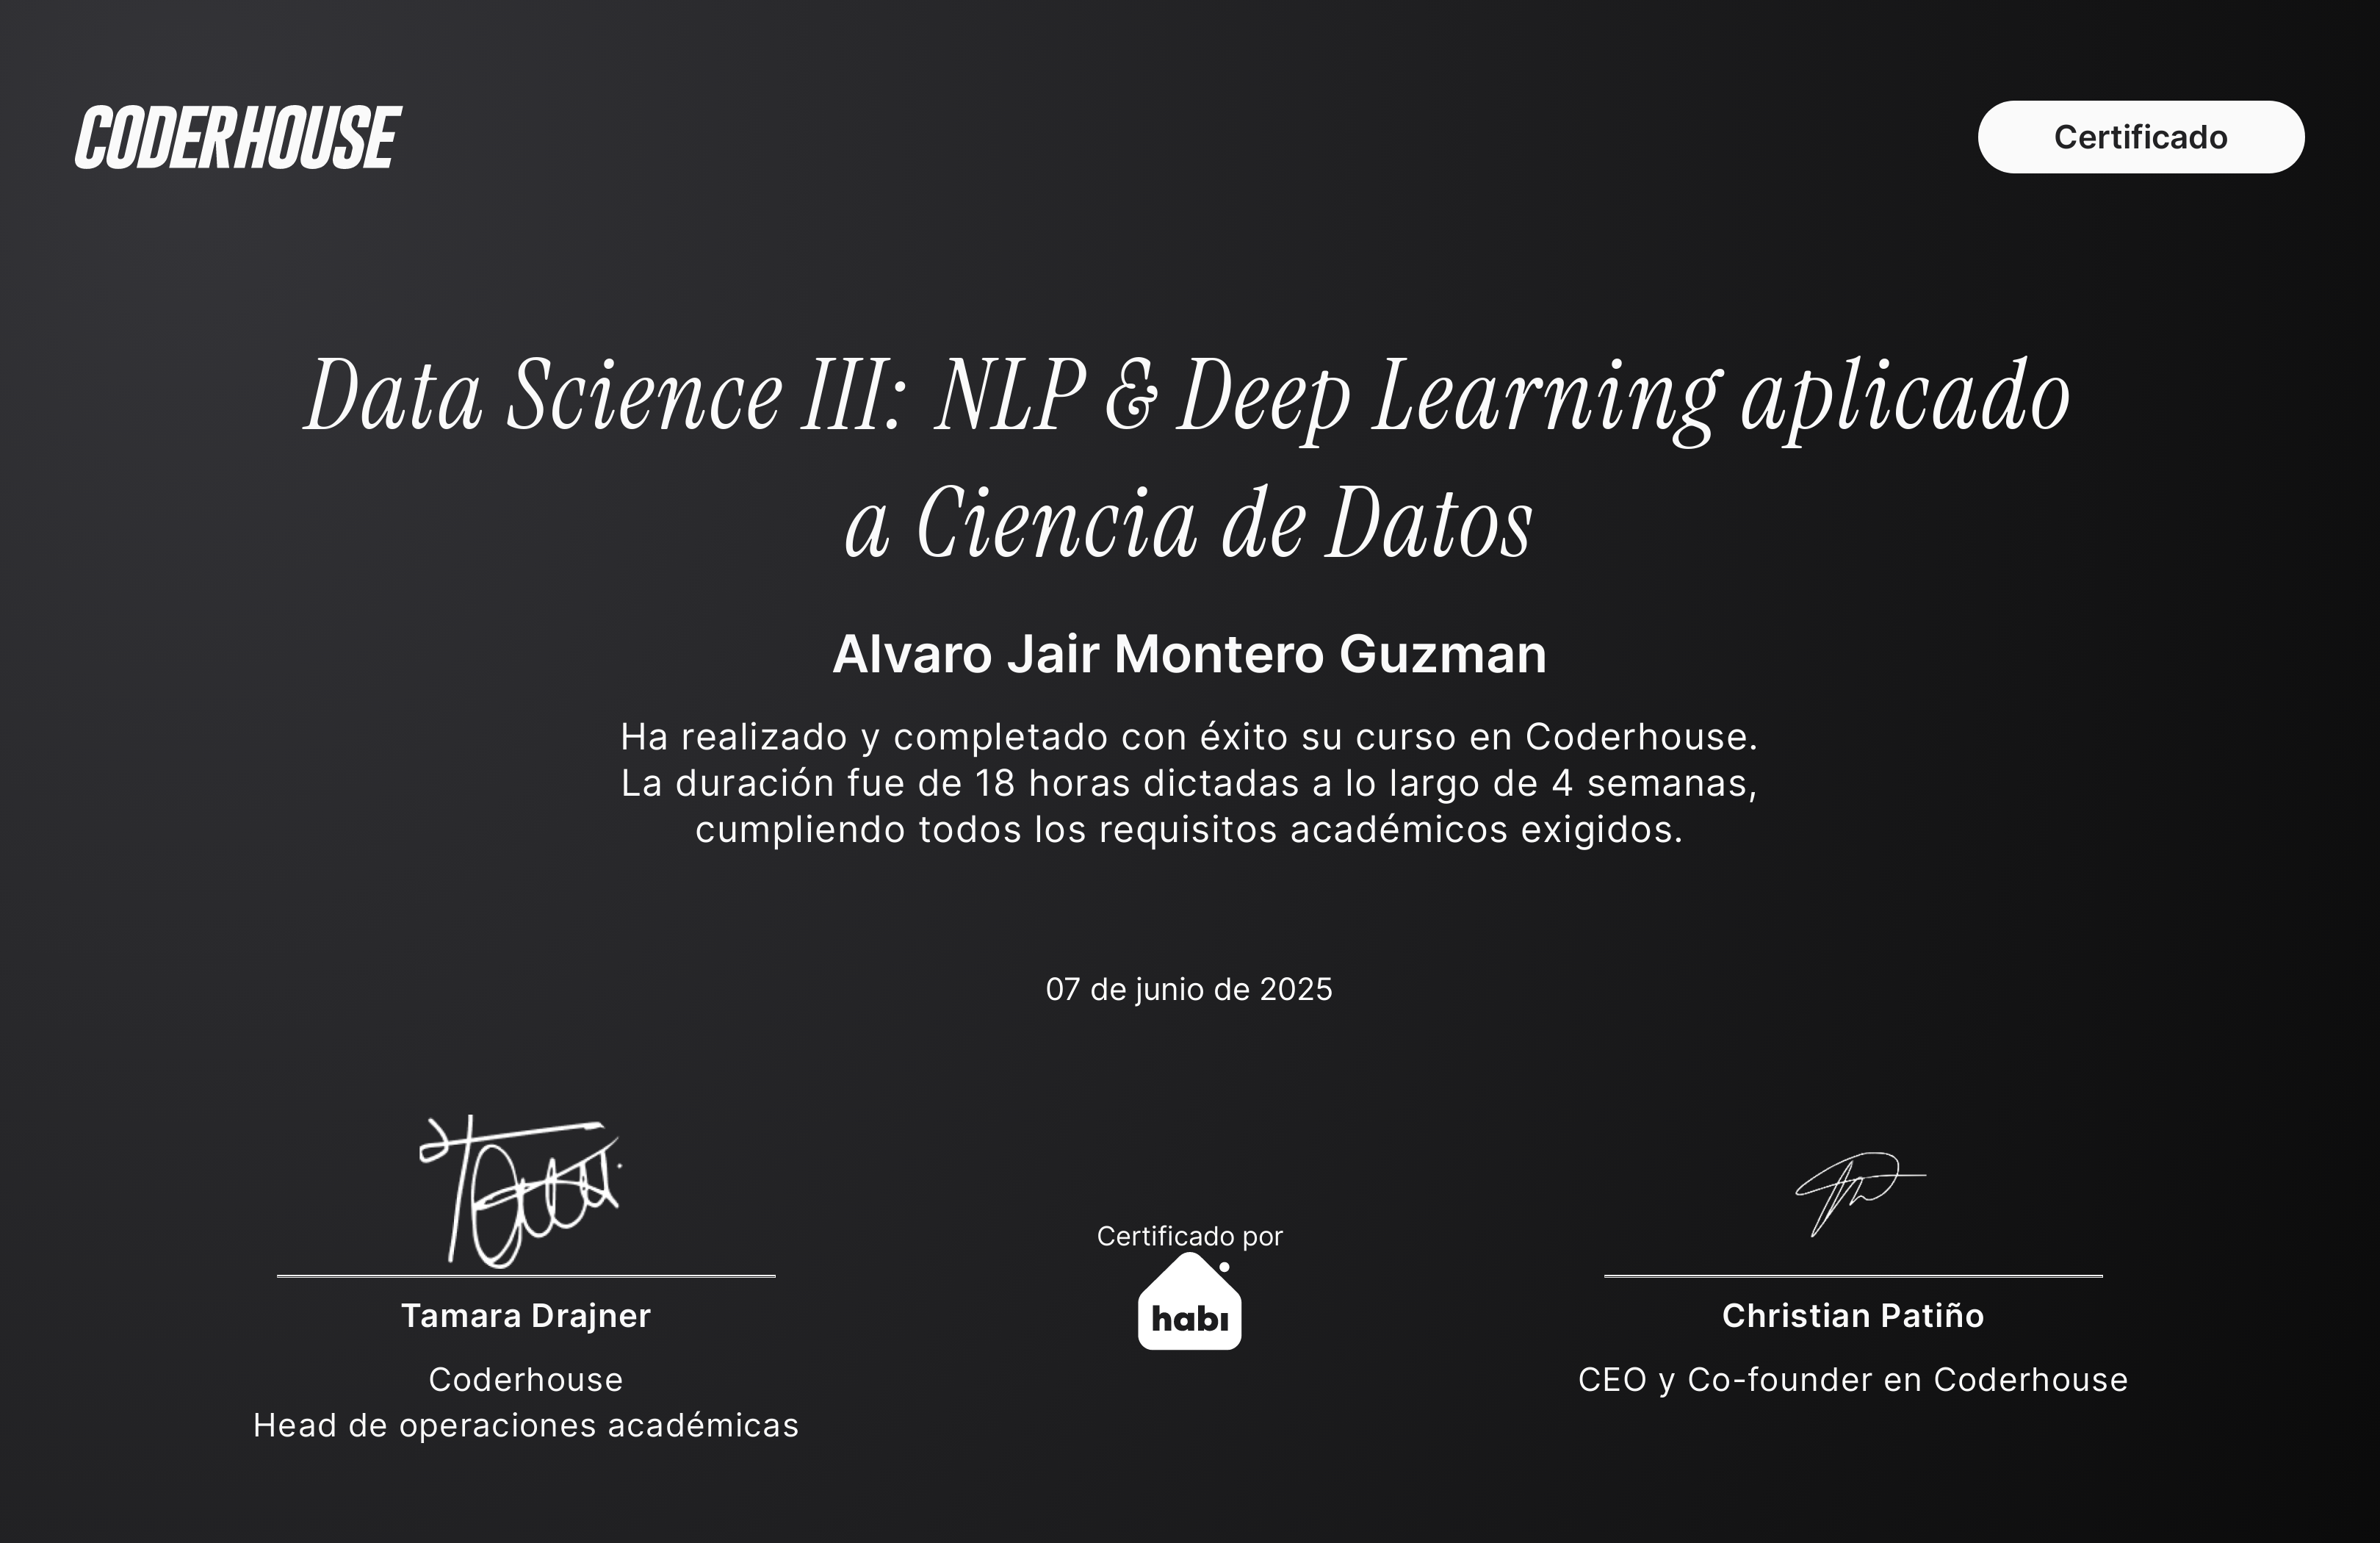 CODERHOUSE
Certificado
Data Science III: NLP & Deep Learning aplicado
a Ciencia de Datos
Alvaro Jair Montero Guzman
Ha realizado y completado con éxito su curso en Coderhouse.
La duración fue de 18 horas dictadas a lo largo de 4 semanas,
cumpliendo todos los requisitos académicos exigidos.
07 de junio de 2025
Certificado por
habi
Tamara Drajner
Coderhouse
Head de operaciones académicas
Christian Patiño
CEO y Co-founder en Coderhouse